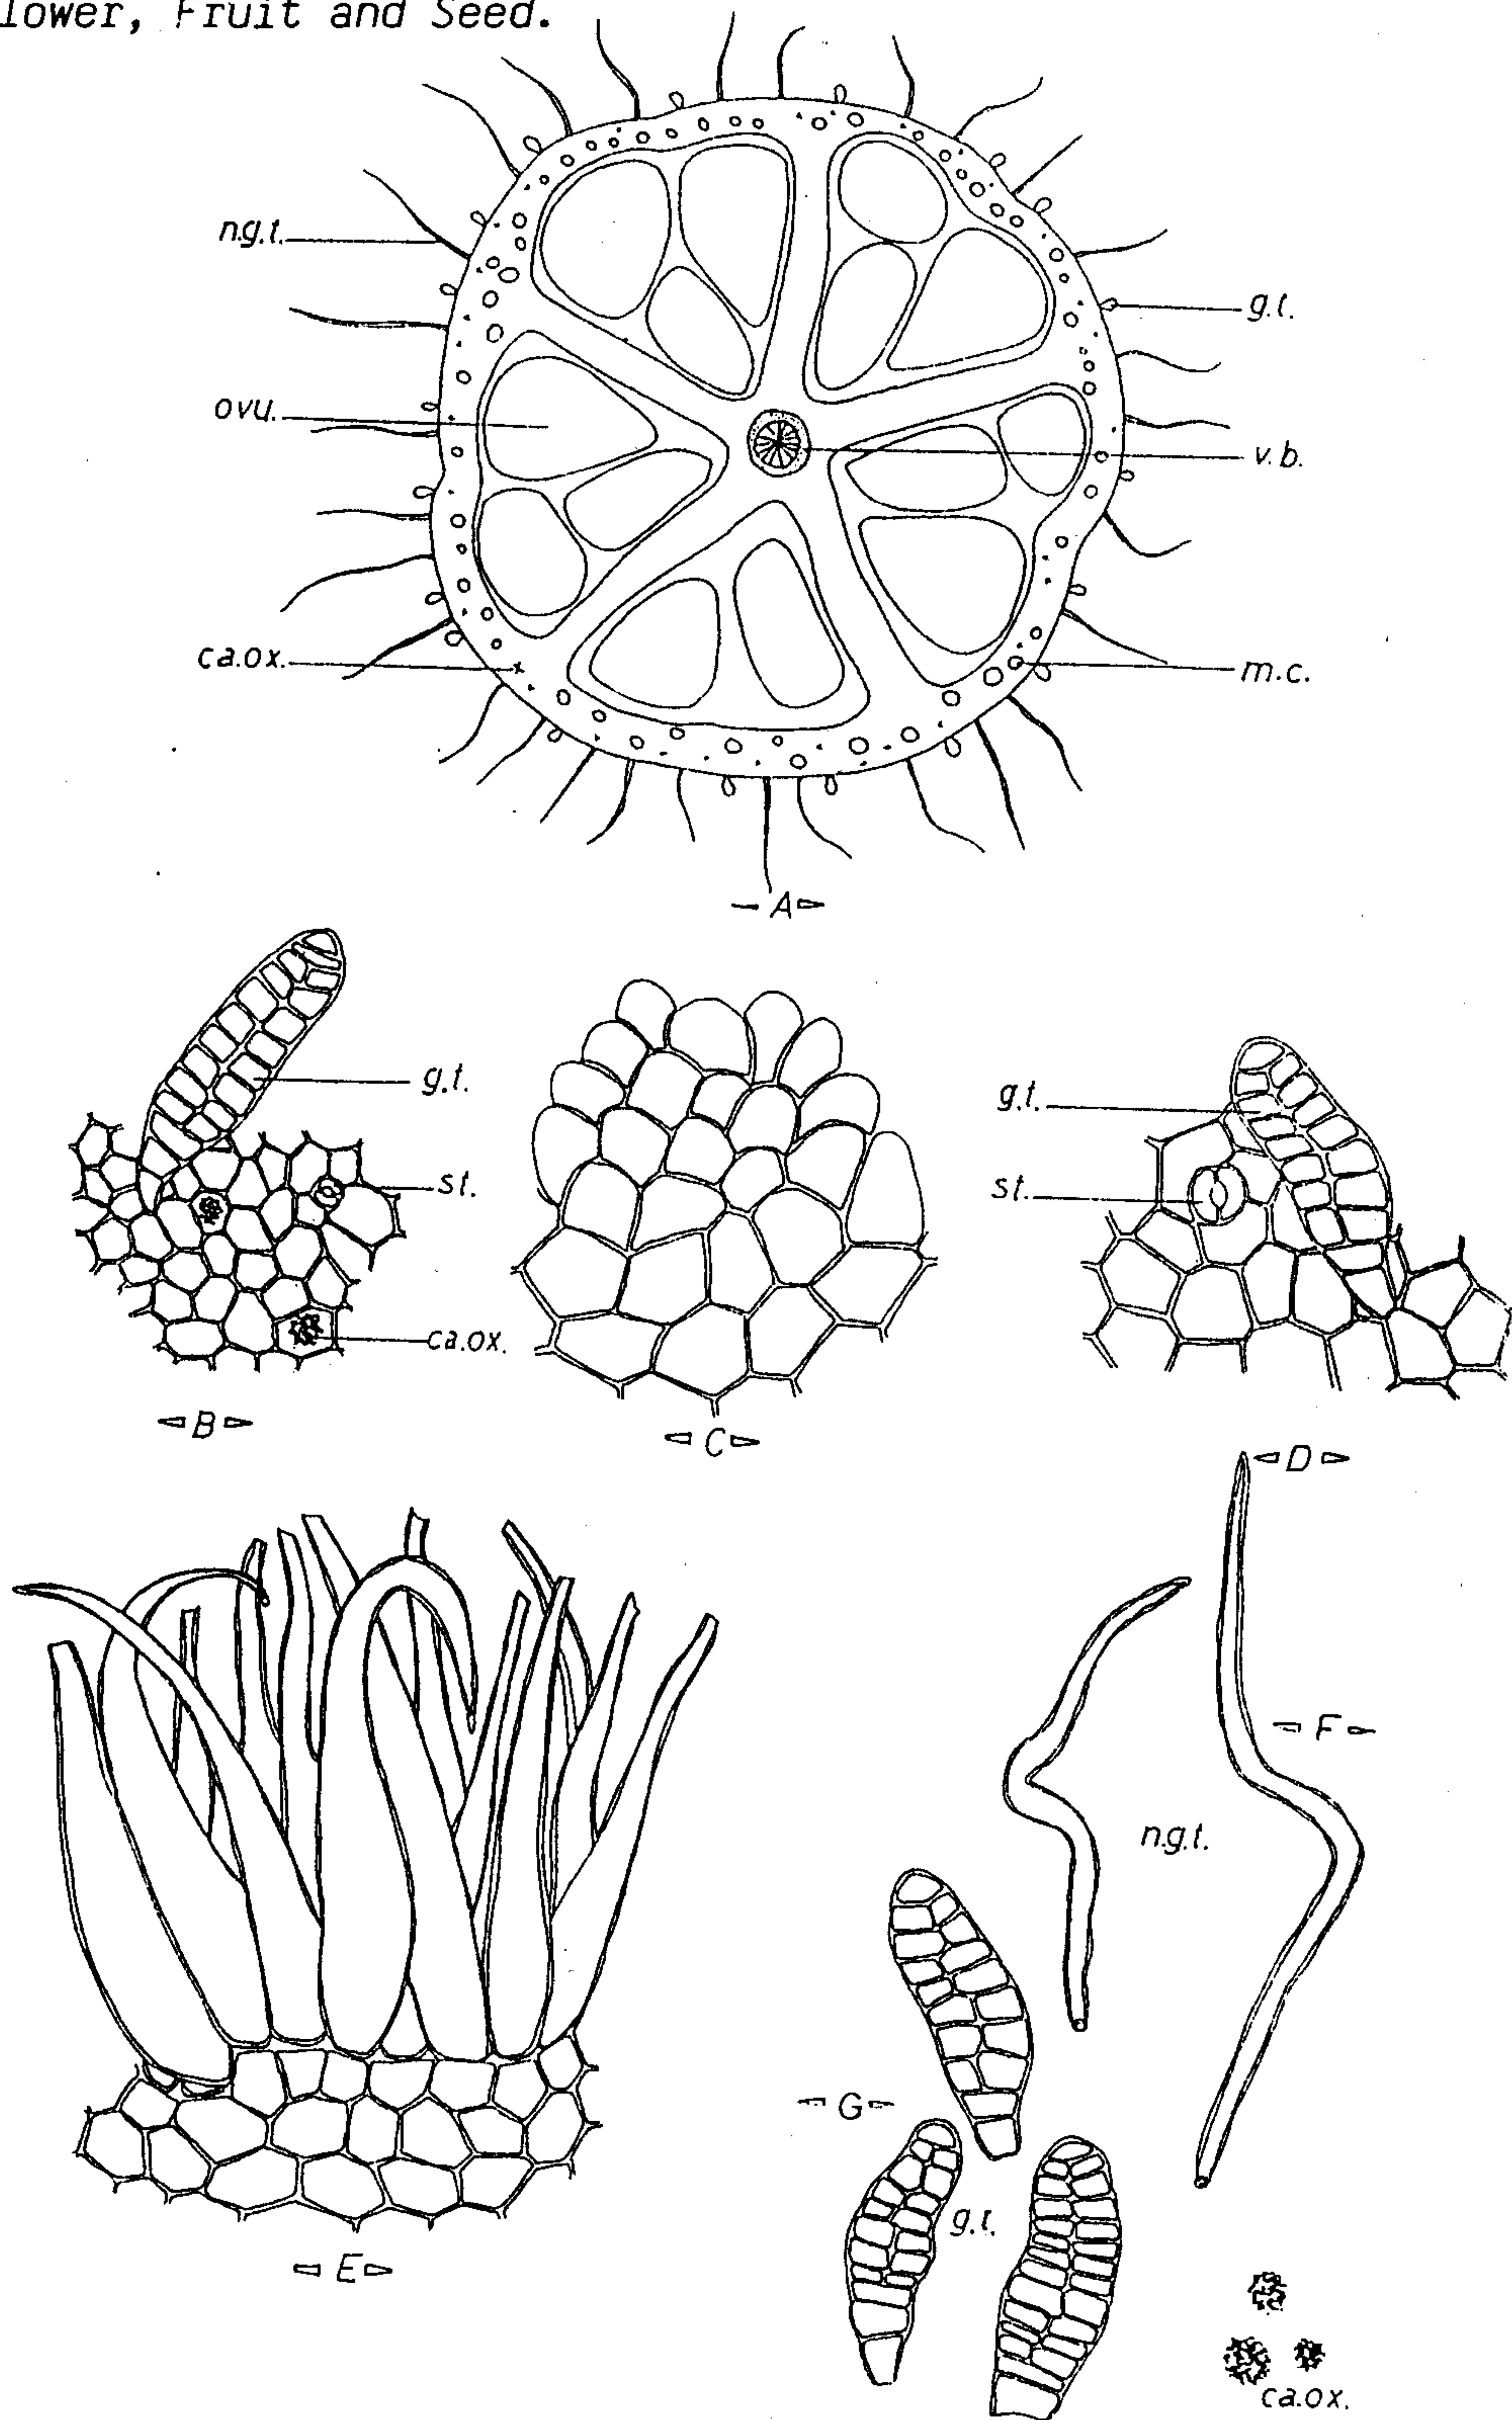 lower, Fruit and Seed.
n.g.t.
g.t.
ovu.
v.b.
ca.ox.
m.c.
A
g.t.
st.
ca.ox.
B
C
g.t.
st.
D
E
F
n.g.t.
G
g.t.
ca.ox.